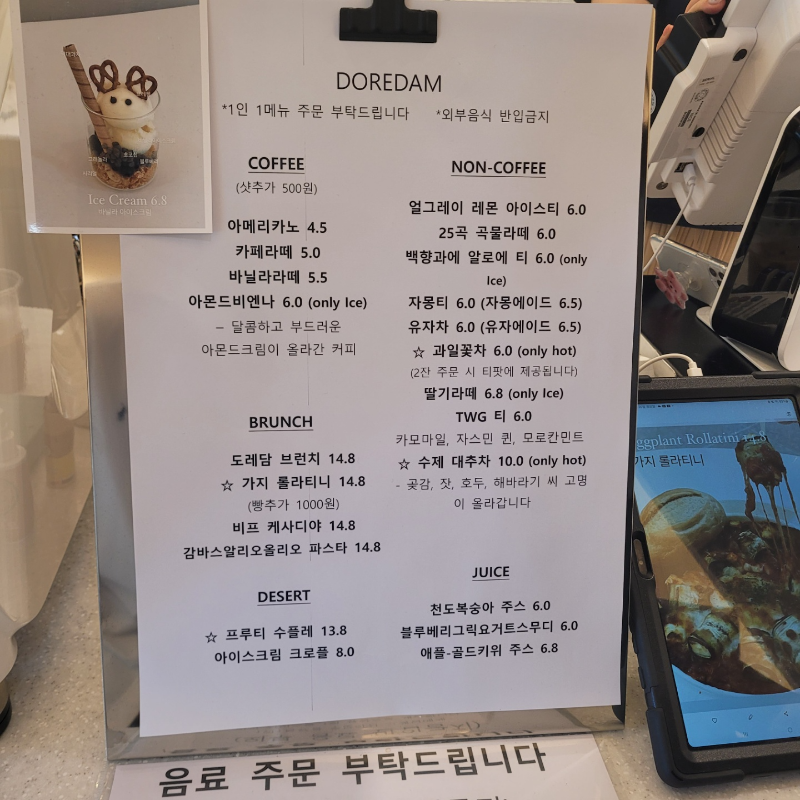 Ice Cream 6.8
바닐라 아이스크림
DOREDAM
*1인 1메뉴 주문 부탁드립니다 *외부음식 반입금지
COFFEE
(샷추가 500원)
아메리카노 4.5
카페라떼 5.0
바닐라라떼 5.5
아몬드비엔나 6.0 (only Ice)
– 달콤하고 부드러운
아몬드크림이 올라간 커피
BRUNCH
도레담 브런치 14.8
☆ 가지 롤라티니 14.8
(빵추가 1000원)
비프 케사디야 14.8
감바스알리오올리오 파스타 14.8
DESERT
☆ 프루티 수플레 13.8
아이스크림 크로플 8.0
NON-COFFEE
얼그레이 레몬 아이스티 6.0
25곡 곡물라떼 6.0
백향과에 알로에 티 6.0 (only
Ice)
자몽티 6.0 (자몽에이드 6.5)
유자차 6.0 (유자에이드 6.5)
☆ 과일꽃차 6.0 (only hot)
(2잔 주문 시 티팟에 제공됩니다)
딸기라떼 6.8 (only Ice)
TWG 티 6.0
카모마일, 자스민 퀸, 모로칸민트
☆ 수제 대추차 10.0 (only hot)
- 곶감, 잣, 호두, 해바라기 씨 고명
이 올라갑니다
JUICE
천도복숭아 주스 6.0
블루베리그릭요거트스무디 6.0
애플-골드키위 주스 6.8
ggplant Rollatini 14.8
가지 롤라티니
음료 주문 부탁드립니다